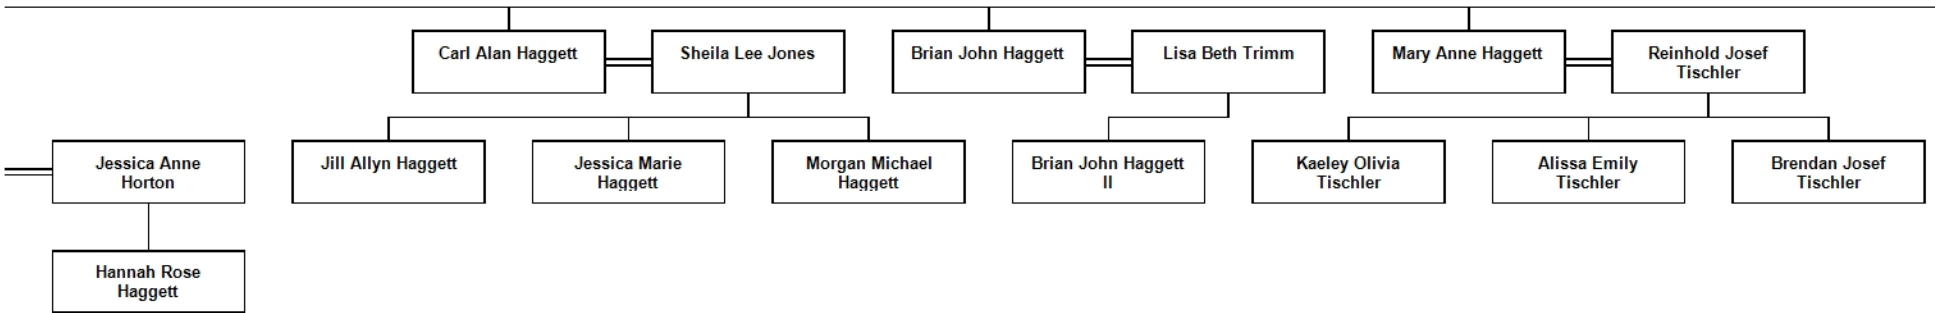 Carl Alan Haggett
Sheila Lee Jones
Brian John Haggett
Lisa Beth Trimm
Mary Anne Haggett
Reinhold Josef
Tischler
Jessica Anne
Horton
Jill Allyn Haggett
Jessica Marie
Haggett
Morgan Michael
Haggett
Brian John Haggett
II
Kaeley Olivia
Tischler
Alissa Emily
Tischler
Brendan Josef
Tischler
Hannah Rose
Haggett